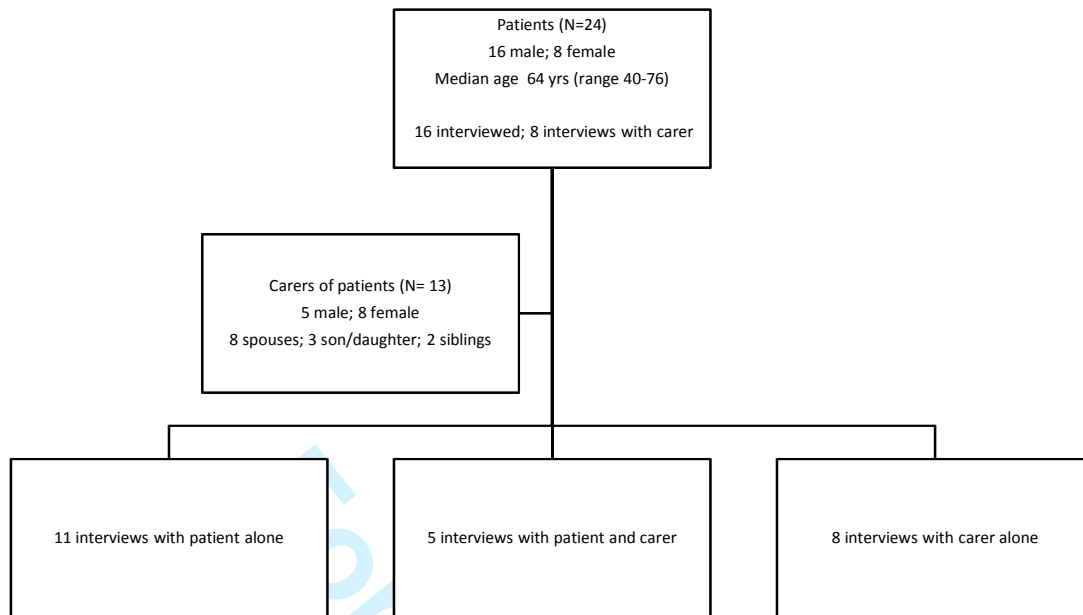 Patients (N=24)
16 male; 8 female
Median age  64 yrs (range 40-76)
16 interviewed; 8 interviews with carer
Carers of patients (N= 13)
5 male; 8 female
8 spouses; 3 son/daughter; 2 siblings
11 interviews with patient alone
5 interviews with patient and carer
8 interviews with carer alone